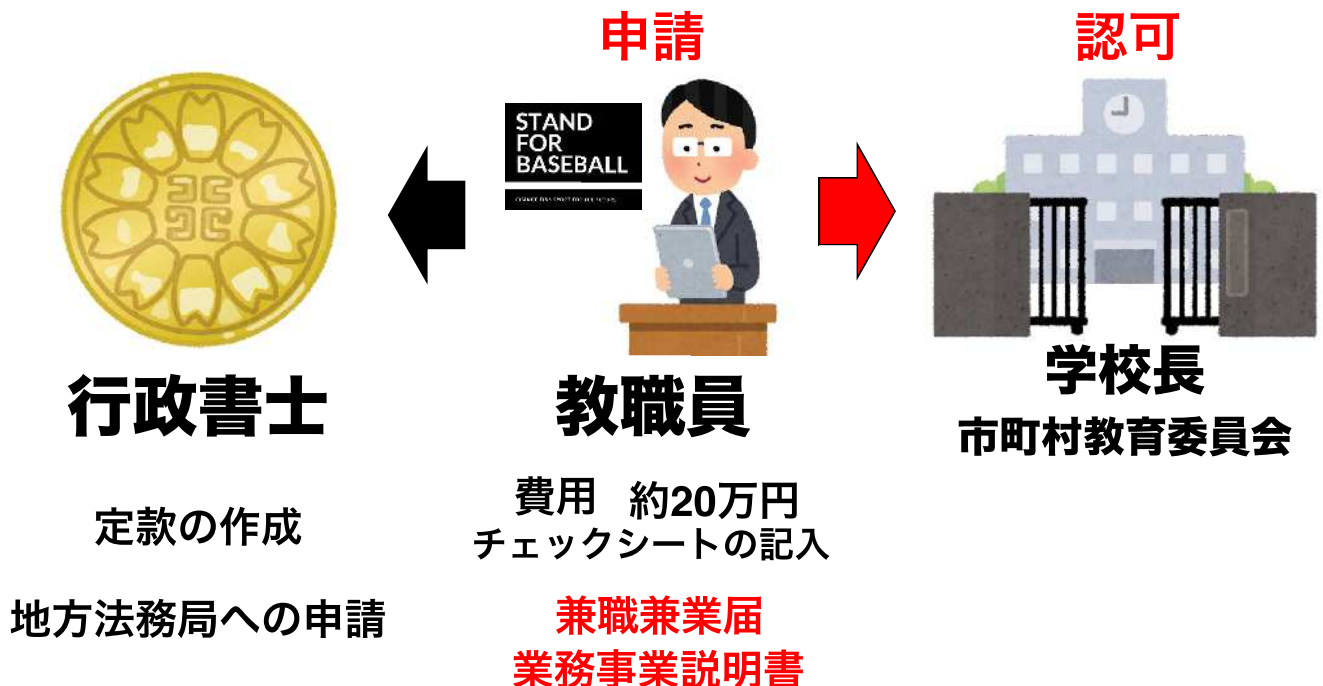 申請
認可
STAND
FOR
BASEBALL
行政書士
教職員
学校長
市町村教育委員会
定款の作成
地方法務局への申請
費用 約20万円
チェックシートの記入
兼職兼業届
業務事業説明書